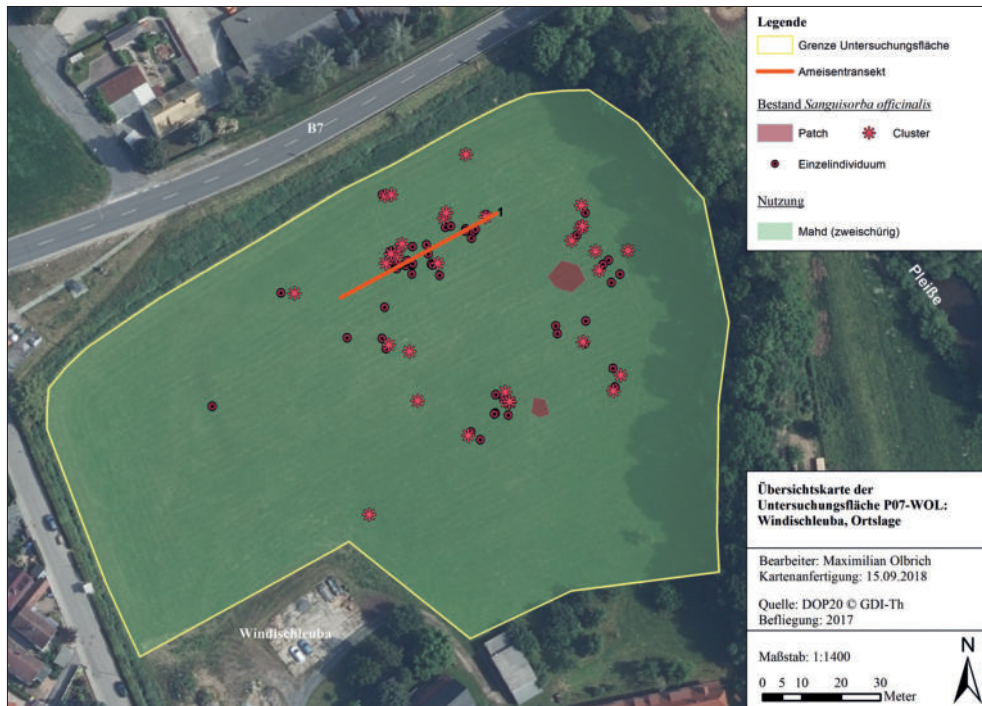 B7
1
Pleiße
Windischleuba
Legende
Grenze Untersuchungsfläche
Ameisentransekt
Bestand Sanguisorba officinalis
Patch Cluster
Einzelindividuum
Nutzung
Mahd (zweischürig)
Übersichtskarte der
Untersuchungsfläche P07-WOL:
Windischleuba, Ortslage
Bearbeiter: Maximilian Olbrich
Kartenanfertigung: 15.09.2018
Quelle: DOP20 © GDI-Th
Befliegung: 2017
Maßstab: 1:1400
N
0 5 10 20 30
Meter